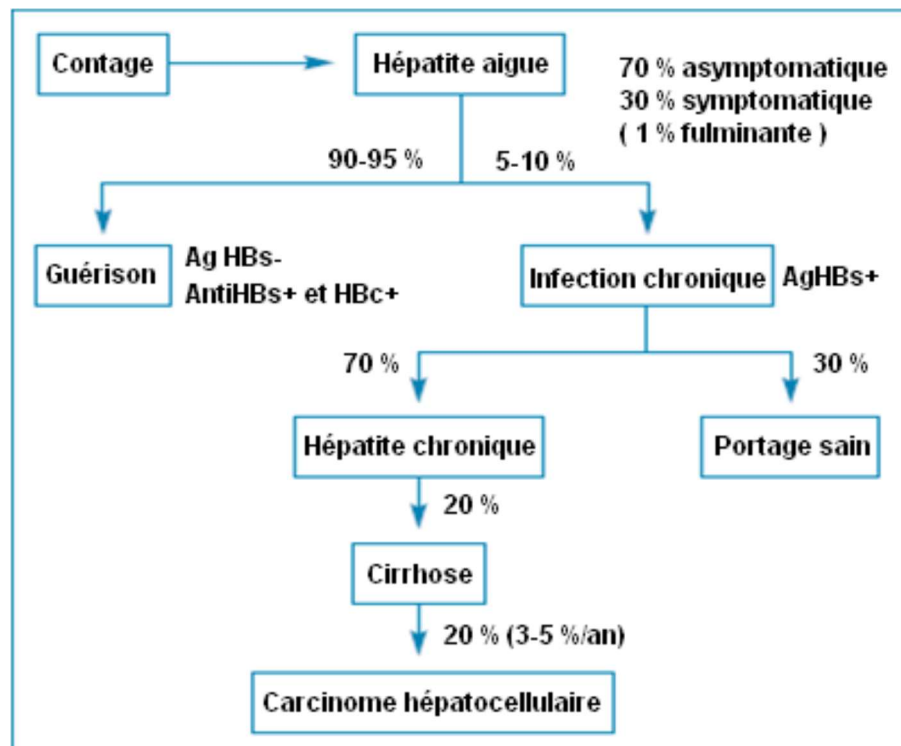 Contage
Hépatite aigue
70 % asymptomatique
30 % symptomatique
( 1 % fulminante )
90-95 %
5-10 %
Guérison
Ag HBs-
AntiHBs+ et HBc+
Infection chronique
AgHBs+
70 %
30 %
Hépatite chronique
Portage sain
20 %
Cirrhose
20 % (3-5 %/an)
Carcinome hépatocellulaire